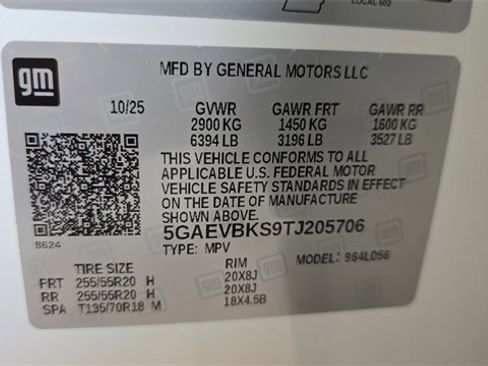 LOCAL 602
gm
MFD BY GENERAL MOTORS LLC
10/25 GVWR GAWR FRT GAWR RR
2900 KG 1450 KG 1600 KG
6394 LB 3196 LB 3527 LB
THIS VEHICLE CONFORMS TO ALL
APPLICABLE U.S. FEDERAL MOTOR
VEHICLE SAFETY STANDARDS IN EFFECT
ON THE DATE OF MANUFACTURE
SHOWN ABOVE.
8624
5GAEVBKS9TJ205706
TYPE: MPV MODEL: 964L056
TIRE SIZE RIM
FRT 255/55R20 H 20X8J
RR 255/55R20 H 20X8J
SPA T135/70R18 M 18X4.5B